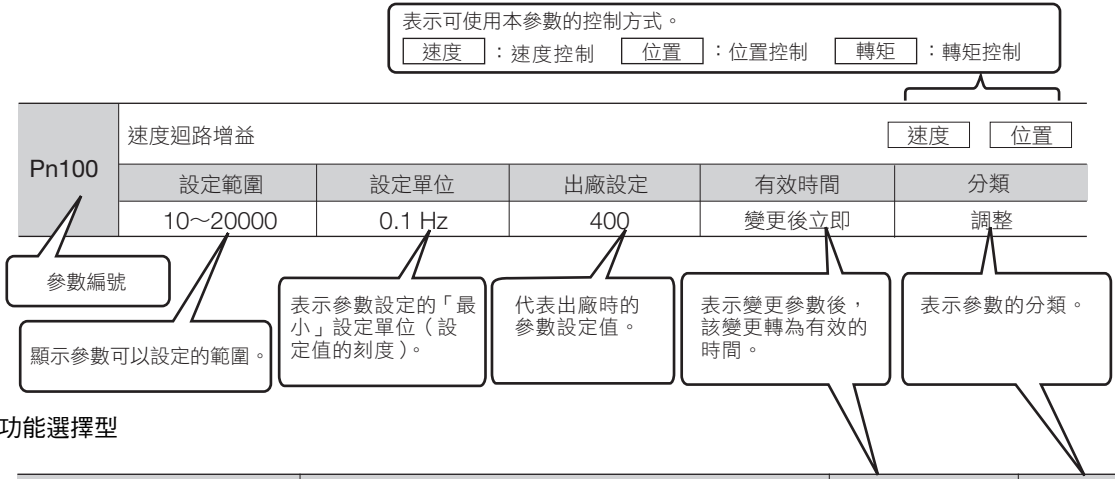 表示可使用本參數的控制方式。
速度 ：速度控制 位置 ：位置控制 轉矩 ：轉矩控制
Pn100
速度迴路增益 速度 位置
設定範圍 設定單位 出廠設定 有效時間 分類
10～20000 0.1 Hz 400 變更後立即 調整
參數編號
顯示參數可以設定的範圍。
表示參數設定的「最
小」設定單位（設
定值的刻度）。
代表出廠時的
參數設定值。
表示變更參數後，
該變更轉為有效的
時間。
表示參數的分類。
功能選擇型